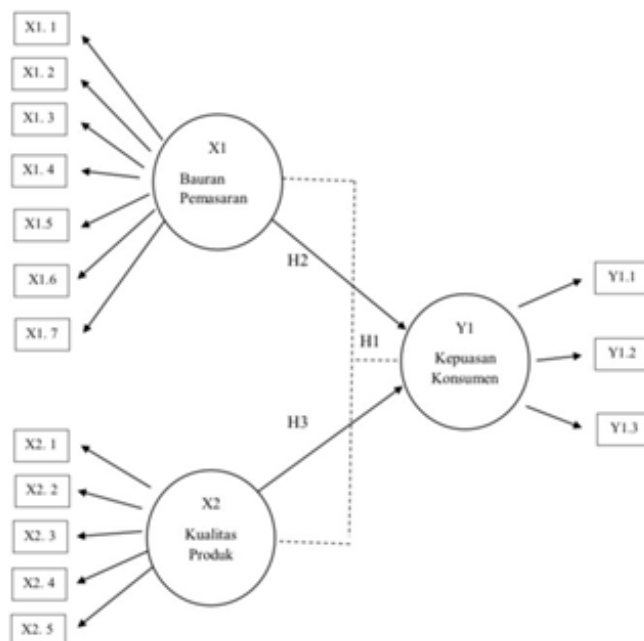 X1. 1
X1. 2
X1. 3
X1. 4
X1.5
X1.6
X1. 7
X1
Bauran
Pemasaran
H2
H1
Y1
Kepuasan
Konsumen
Y1.1
Y1.2
Y1.3
H3
X2. 1
X2. 2
X2. 3
X2. 4
X2. 5
X2
Kualitas
Produk